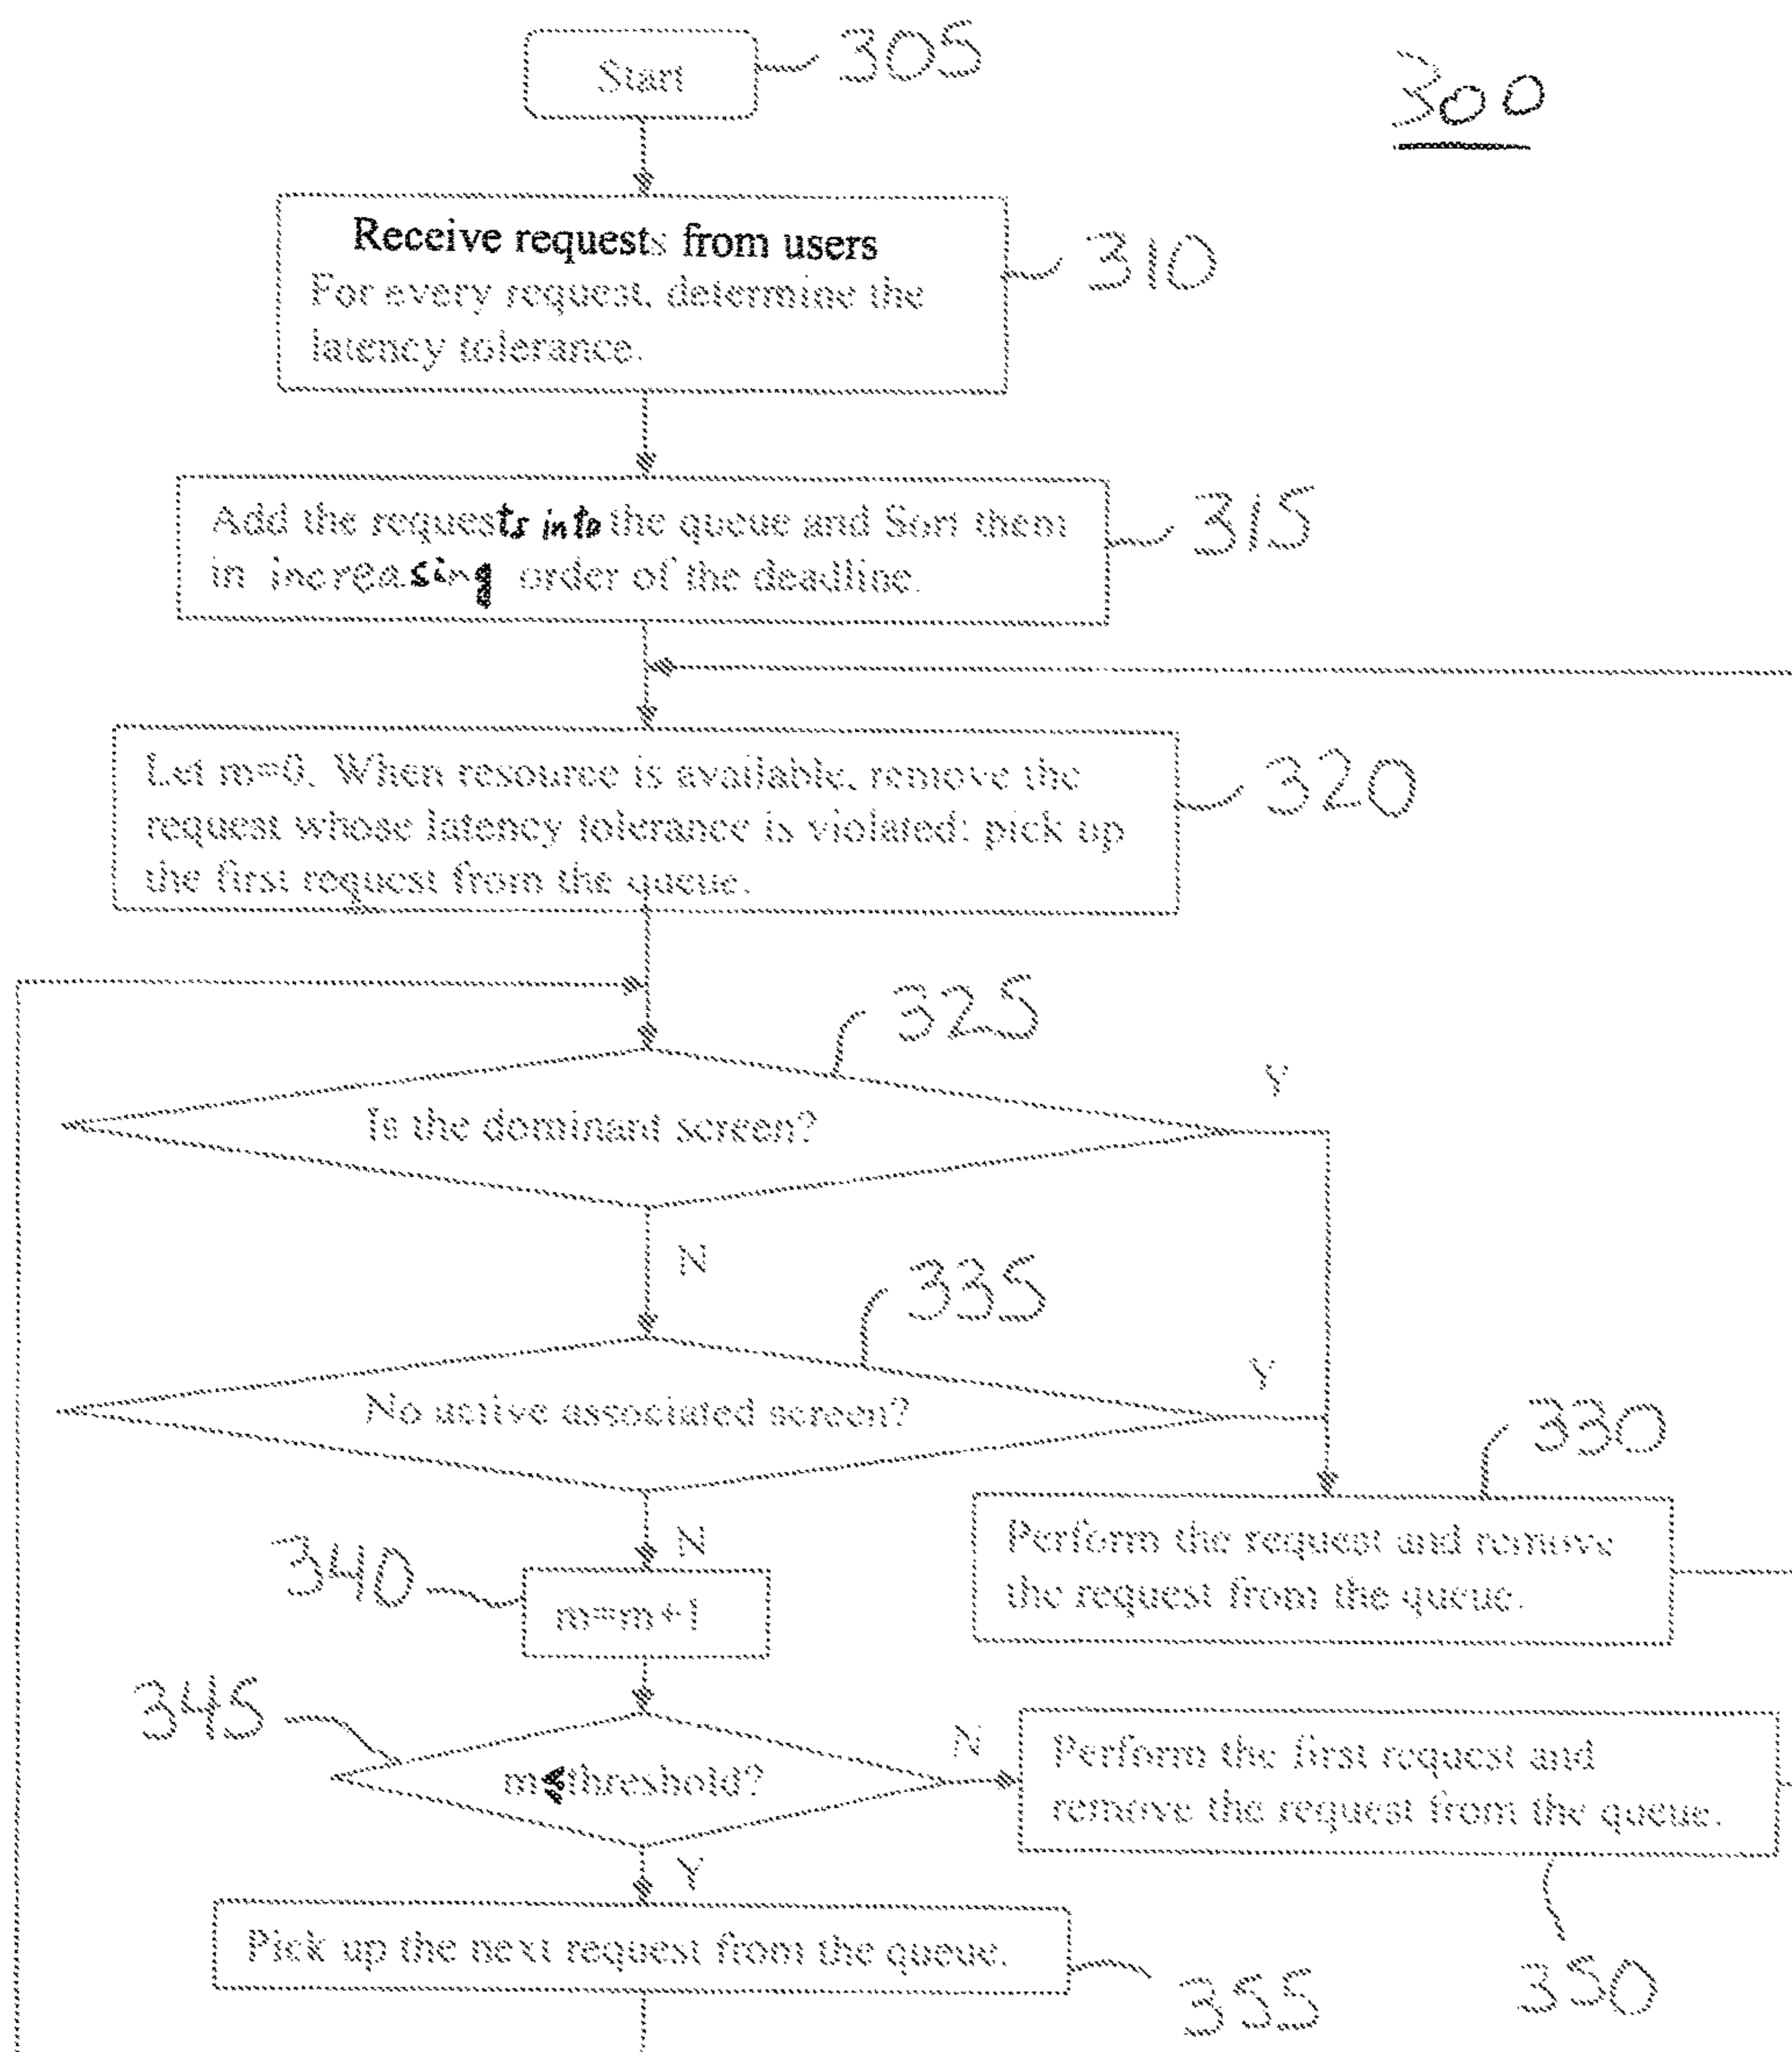 Start
305
300
Receive requests from users
For every request, determine the
latency tolerance.
310
Add the requests into the queue and Sort them
in increasing order of the deadline.
315
Let m=0. When resource is available, remove the
request whose latency tolerance is violated; pick up
the first request from the queue.
320
325
Is the dominant screen?
Y
N
335
No active associated screen?
Y
330
N
340
m=m+1
Perform the request and remove
the request from the queue.
345
m threshold?
N
Perform the first request and
remove the request from the queue.
Y
Pick up the next request from the queue.
355
350